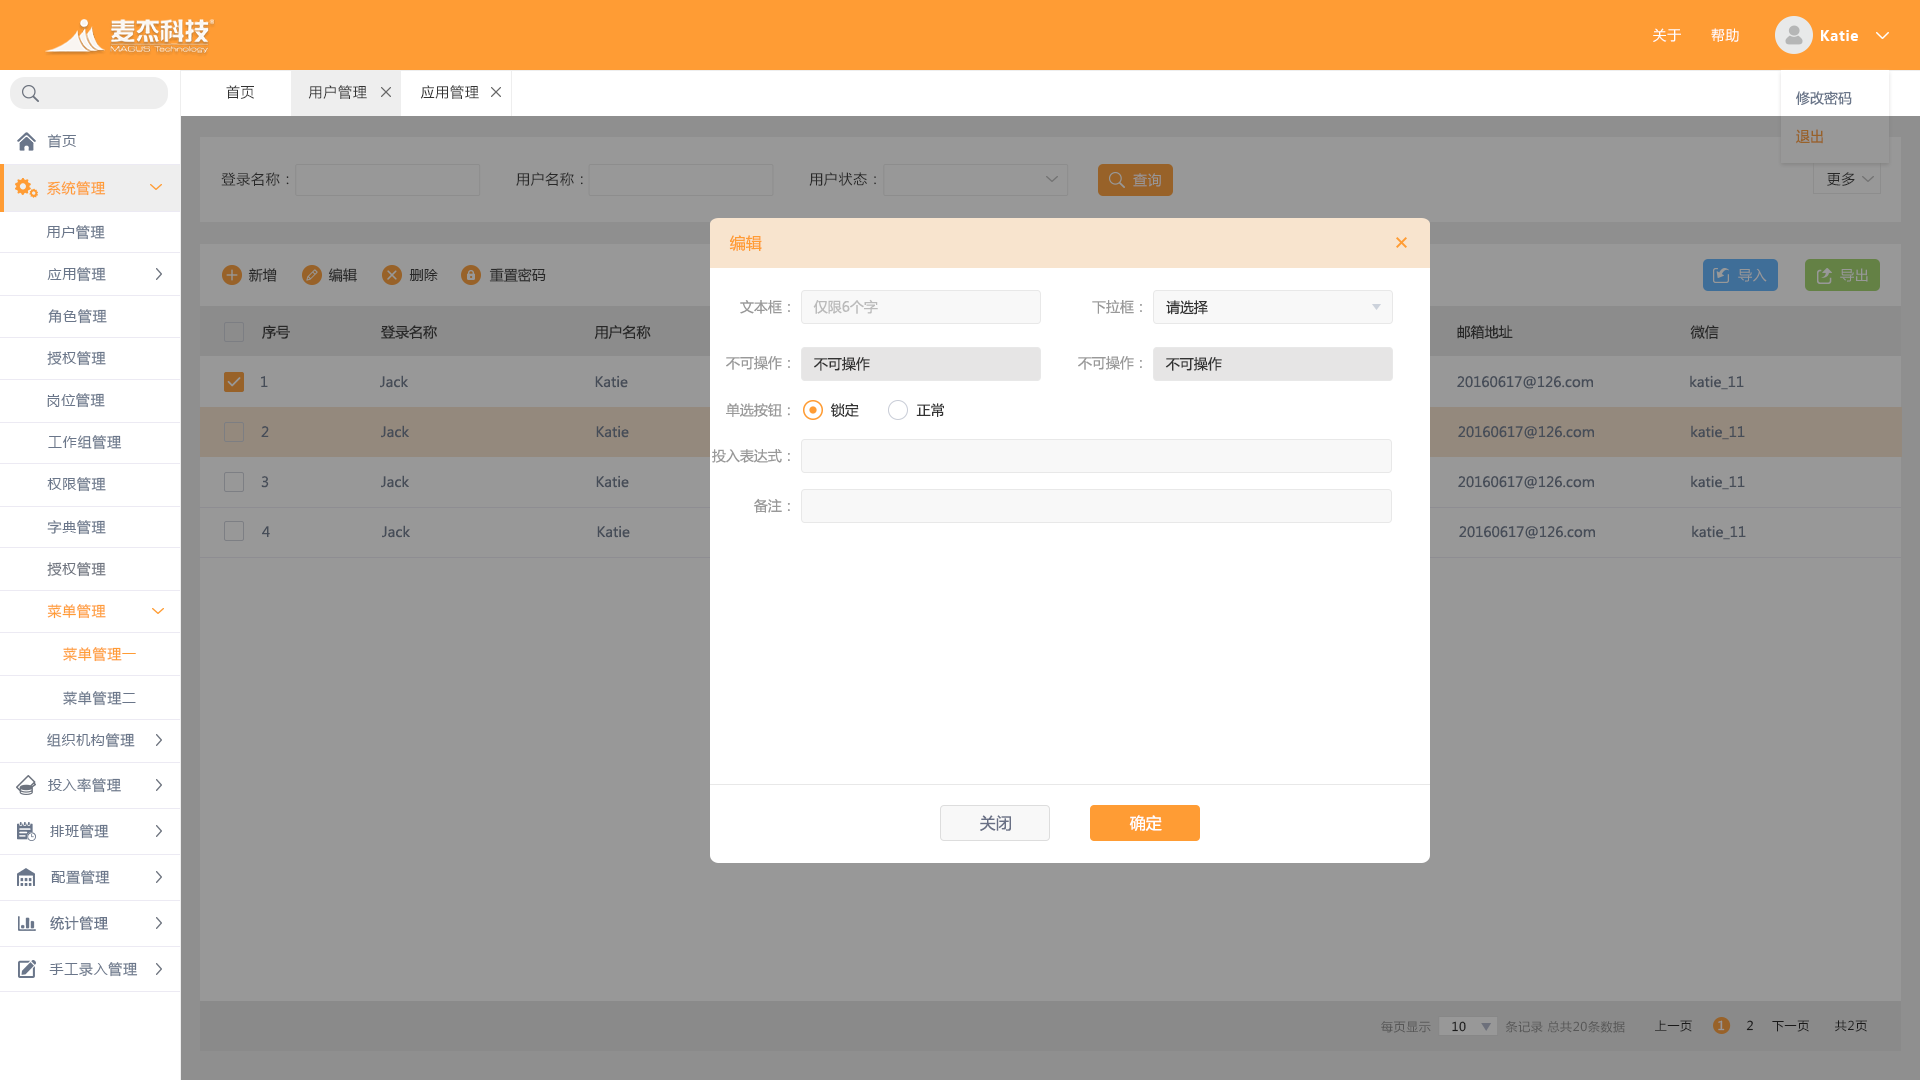 麦杰科技®
MAGUS Technology
关于 帮助 Katie
首页 用户管理 应用管理
修改密码
退出
首页
系统管理
用户管理
应用管理
角色管理
授权管理
岗位管理
工作组管理
权限管理
字典管理
授权管理
菜单管理
菜单管理一
菜单管理二
组织机构管理
投入率管理
排班管理
配置管理
统计管理
手工录入管理
登录名称： 用户名称： 用户状态： 查询 更多
新增 编辑 删除 重置密码 导入 导出
序号 登录名称 用户名称 邮箱地址 微信
1 Jack Katie 20160617@126.com katie_11
2 Jack Katie 20160617@126.com katie_11
3 Jack Katie 20160617@126.com katie_11
4 Jack Katie 20160617@126.com katie_11
编辑
文本框： 仅限6个字 下拉框： 请选择
不可操作： 不可操作 不可操作： 不可操作
单选按钮： 锁定 正常
投入表达式：
备注：
关闭 确定
每页显示 10 条记录 总共20条数据 上一页 1 2 下一页 共2页